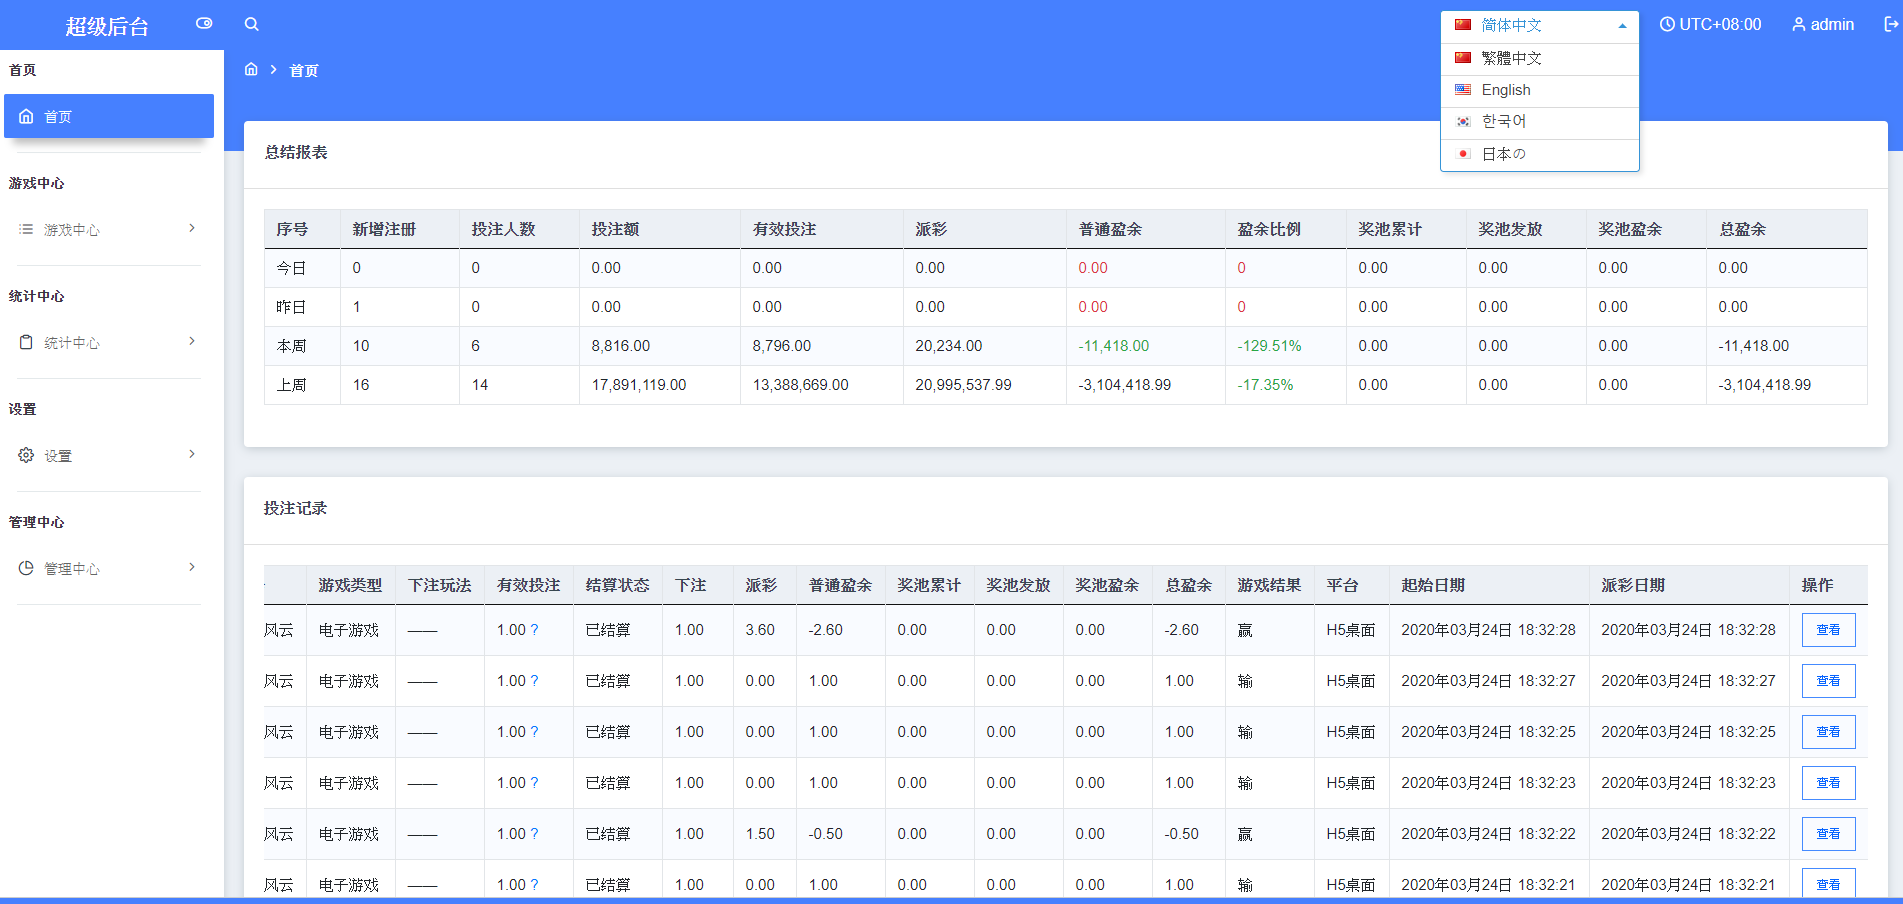 超级后台
简体中文
繁體中文
English
한국어
日本の
UTC+08:00
admin
首页
首页
首页
游戏中心
游戏中心
统计中心
统计中心
设置
设置
管理中心
管理中心
总结报表
序号 新增注册 投注人数 投注额 有效投注 派彩 普通盈余 盈余比例 奖池累计 奖池发放 奖池盈余 总盈余
今日 0 0 0.00 0.00 0.00 0.00 0 0.00 0.00 0.00 0.00
昨日 1 0 0.00 0.00 0.00 0.00 0 0.00 0.00 0.00 0.00
本周 10 6 8,816.00 8,796.00 20,234.00 -11,418.00 -129.51% 0.00 0.00 0.00 -11,418.00
上周 16 14 17,891,119.00 13,388,669.00 20,995,537.99 -3,104,418.99 -17.35% 0.00 0.00 0.00 -3,104,418.99
投注记录
游戏类型 下注玩法 有效投注 结算状态 下注 派彩 普通盈余 奖池累计 奖池发放 奖池盈余 总盈余 游戏结果 平台 起始日期 派彩日期 操作
风云 电子游戏 —— 1.00 ? 已结算 1.00 3.60 -2.60 0.00 0.00 0.00 -2.60 赢 H5桌面 2020年03月24日 18:32:28 2020年03月24日 18:32:28 查看
风云 电子游戏 —— 1.00 ? 已结算 1.00 0.00 1.00 0.00 0.00 0.00 1.00 输 H5桌面 2020年03月24日 18:32:27 2020年03月24日 18:32:27 查看
风云 电子游戏 —— 1.00 ? 已结算 1.00 0.00 1.00 0.00 0.00 0.00 1.00 输 H5桌面 2020年03月24日 18:32:25 2020年03月24日 18:32:25 查看
风云 电子游戏 —— 1.00 ? 已结算 1.00 0.00 1.00 0.00 0.00 0.00 1.00 输 H5桌面 2020年03月24日 18:32:23 2020年03月24日 18:32:23 查看
风云 电子游戏 —— 1.00 ? 已结算 1.00 1.50 -0.50 0.00 0.00 0.00 -0.50 赢 H5桌面 2020年03月24日 18:32:22 2020年03月24日 18:32:22 查看
风云 电子游戏 —— 1.00 ? 已结算 1.00 0.00 1.00 0.00 0.00 0.00 1.00 输 H5桌面 2020年03月24日 18:32:21 2020年03月24日 18:32:21 查看